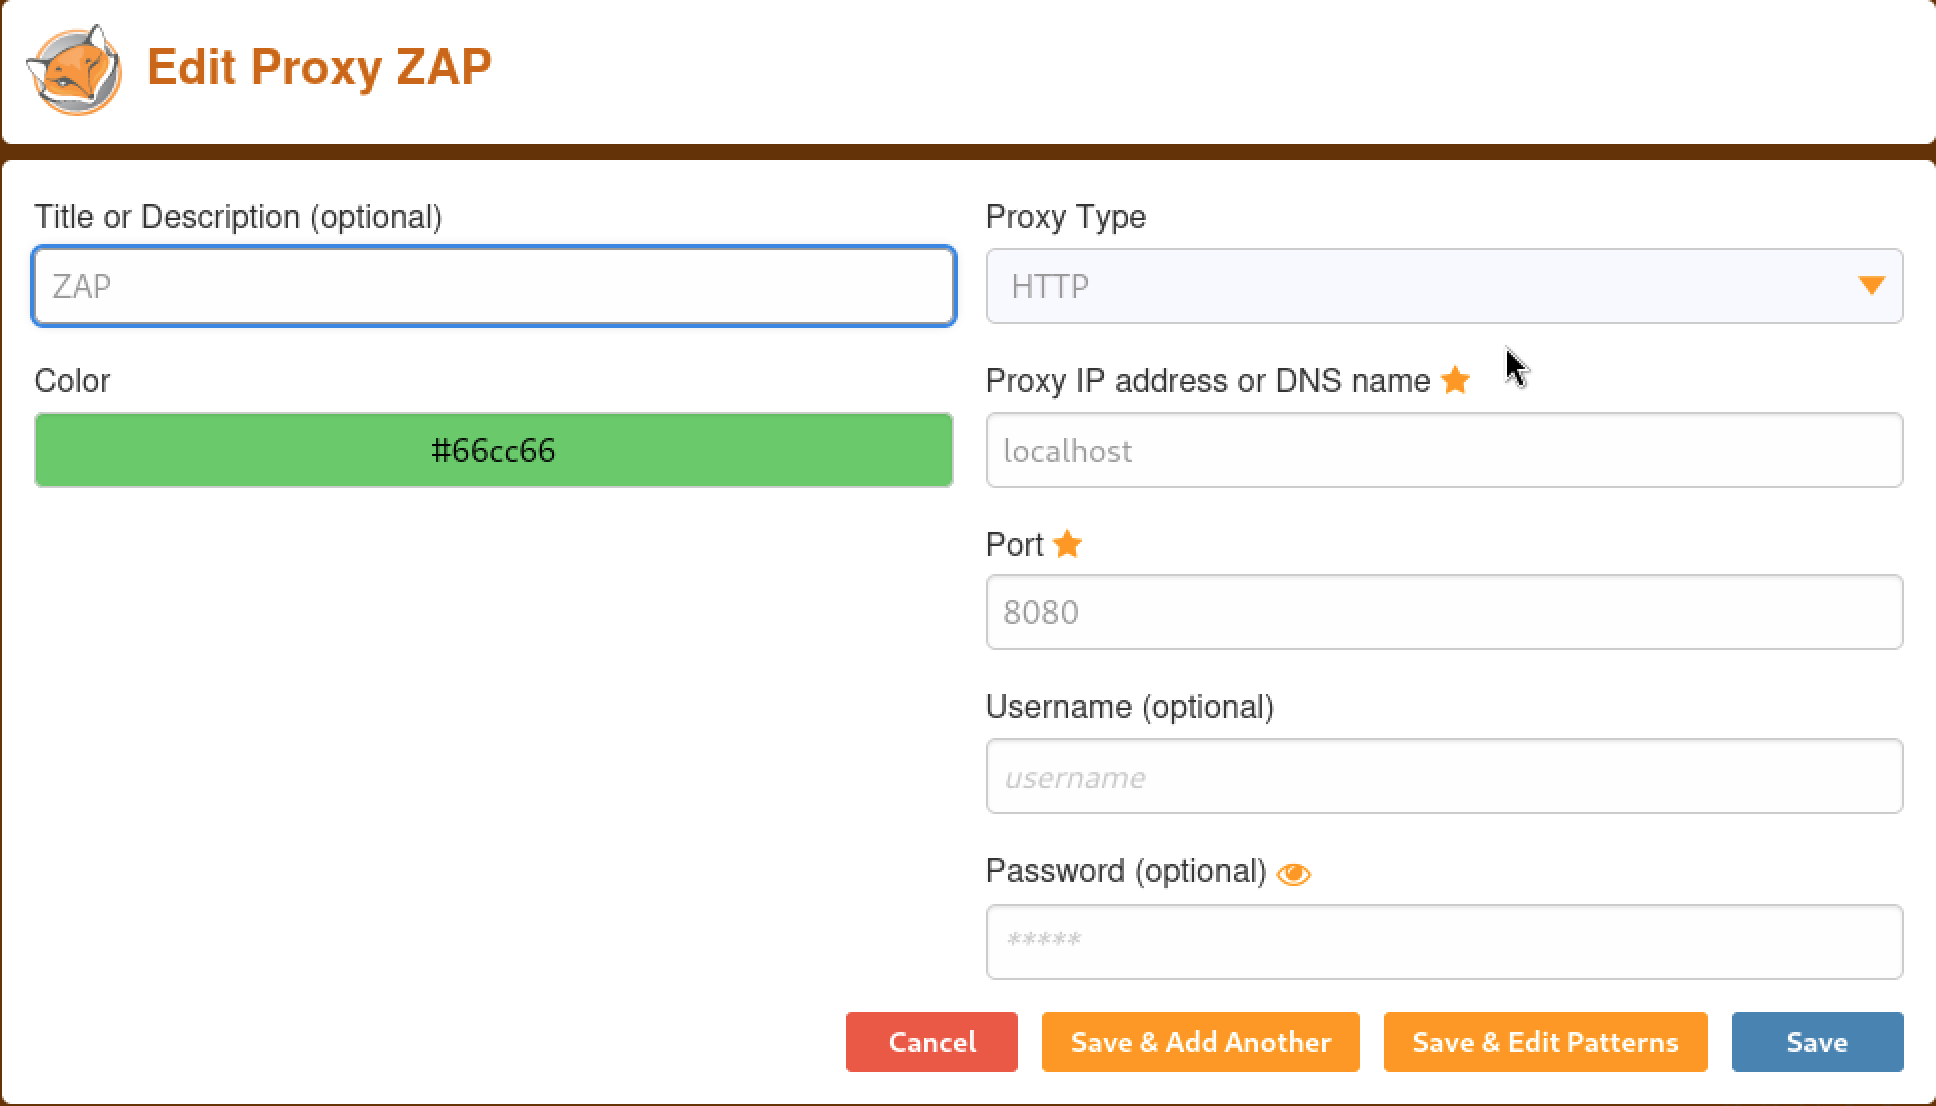 Edit Proxy ZAP
Title or Description (optional)
ZAP
Color
#66cc66
Proxy Type
HTTP
Proxy IP address or DNS name
localhost
Port
8080
Username (optional)
username
Password (optional)
*****
Cancel
Save & Add Another
Save & Edit Patterns
Save